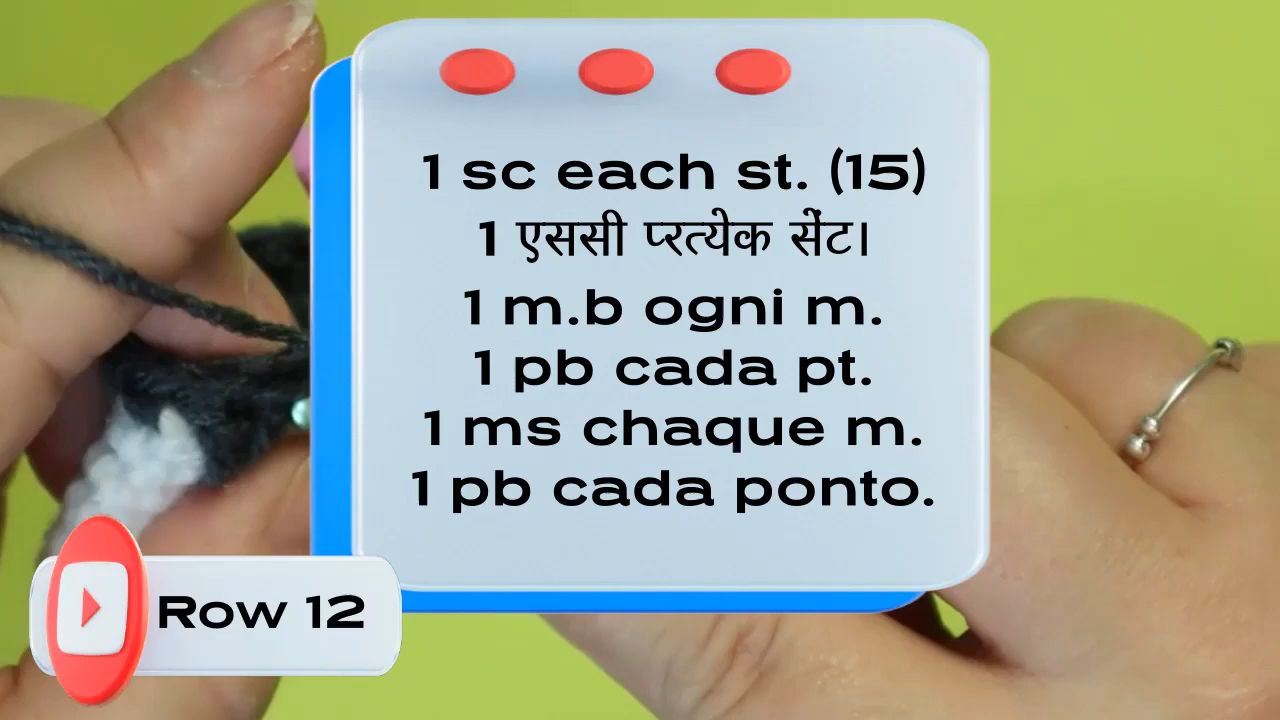 1 sc each st. (15)
1 एससी प्रत्येक सेंट।
1 m.b ogni m.
1 pb cada pt.
1 ms chaque m.
1 pb cada ponto.
Row 12